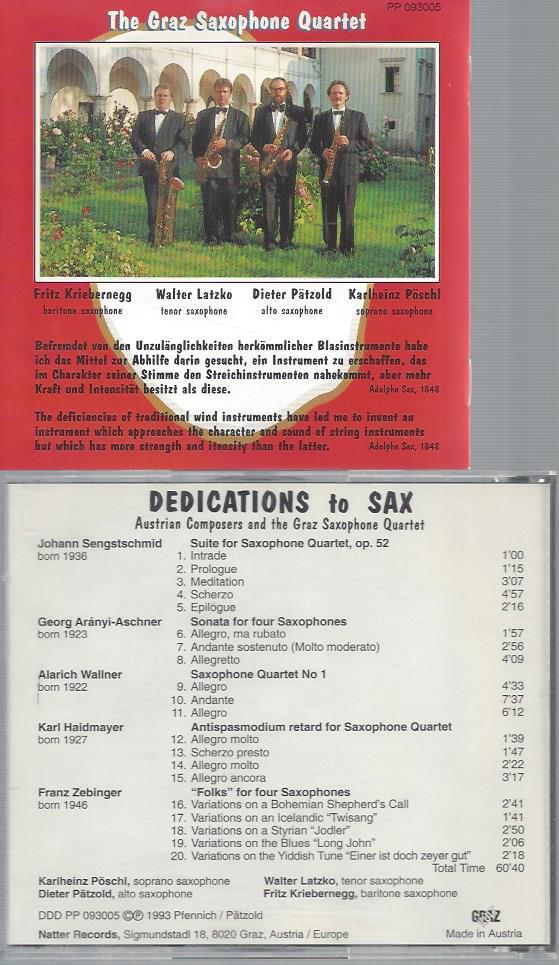 PP 093005
The Graz Saxophone Quartet
Fritz Kriebernegg Walter Latzko Dieter Pätzold Karlheinz Pöschl
baritone saxophone tenor saxophone alto saxophone soprano saxophone
Befremdet von den Unzulänglichkeiten herkömmlicher Blasinstrumente habe
ich das Mittel zur Abhilfe darin gesucht, ein Instrument zu erschaffen, das
im Charakter seiner Stimme den Streichinstrumenten nahekommt, aber mehr
Kraft und Intensität besitzt als diese. Adolphe Sax, 1848
The deficiencies of traditional wind instruments have led me to invent an
instrument which approaches the character and sound of string instruments
but which has more strength and itensity than the latter. Adolphe Sax, 1848
DEDICATIONS to SAX
Austrian Composers and the Graz Saxophone Quartet
Johann Sengstschmid Suite for Saxophone Quartet, op. 52
born 1936 1. Intrade 1'00
2. Prologue 1'15
3. Meditation 3'07
4. Scherzo 4'57
5. Epilogue 2'16
Georg Arányi-Aschner Sonata for four Saxophones
born 1923 6. Allegro, ma rubato 1'57
7. Andante sostenuto (Molto moderato) 2'56
8. Allegretto 4'09
Alarich Wallner Saxophone Quartet No 1
born 1922 9. Allegro 4'33
10. Andante 7'37
11. Allegro 6'12
Karl Haidmayer Antispasmodium retard for Saxophone Quartet
born 1927 12. Allegro molto 1'39
13. Scherzo presto 1'47
14. Allegro molto 2'22
15. Allegro ancora 3'17
Franz Zebinger "Folks" for four Saxophones
born 1946 16. Variations on a Bohemian Shepherd's Call 2'41
17. Variations on an Icelandic "Twisang" 1'41
18. Variations on a Styrian "Jodler" 2'50
19. Variations on the Blues "Long John" 2'06
20. Variations on the Yiddish Tune "Einer ist doch zeyer gut" 2'18
Total Time 60'40
Karlheinz Pöschl, soprano saxophone Walter Latzko, tenor saxophone
Dieter Pätzold, alto saxophone Fritz Kriebernegg, baritone saxophone
DDD PP 093005 ©℗ 1993 Pfennich / Pätzold GRAZ
Natter Records, Sigmundstadl 18, 8020 Graz, Austria / Europe Made in Austria